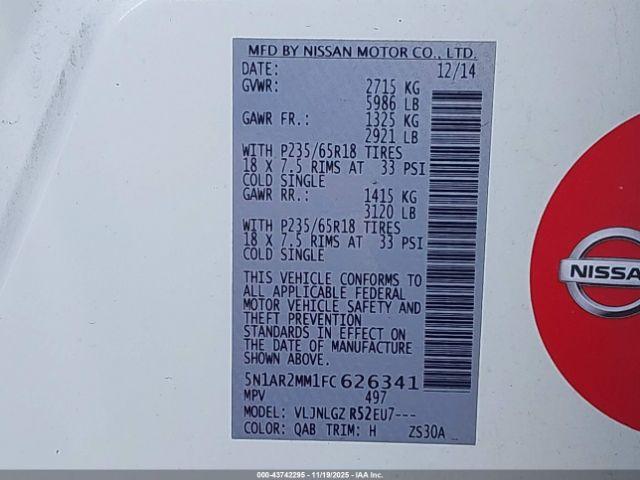 MFD BY NISSAN MOTOR CO., LTD.
DATE: 12/14
GVWR: 2715 KG
5986 LB
GAWR FR.: 1325 KG
2921 LB
WITH P235/65R18 TIRES
18 X 7.5 RIMS AT 33 PSI
COLD SINGLE
GAWR RR.: 1415 KG
3120 LB
WITH P235/65R18 TIRES
18 X 7.5 RIMS AT 33 PSI
COLD SINGLE
THIS VEHICLE CONFORMS TO
ALL APPLICABLE FEDERAL
MOTOR VEHICLE SAFETY AND
THEFT PREVENTION
STANDARDS IN EFFECT ON
THE DATE OF MANUFACTURE
SHOWN ABOVE.
5N1AR2MM1FC626341
MPV 497
MODEL: VLJNLGZ R52EU7---
COLOR: QAB TRIM: H ZS30A
NISSA
000-43742295 - 11/19/2025 - IAAI.COM